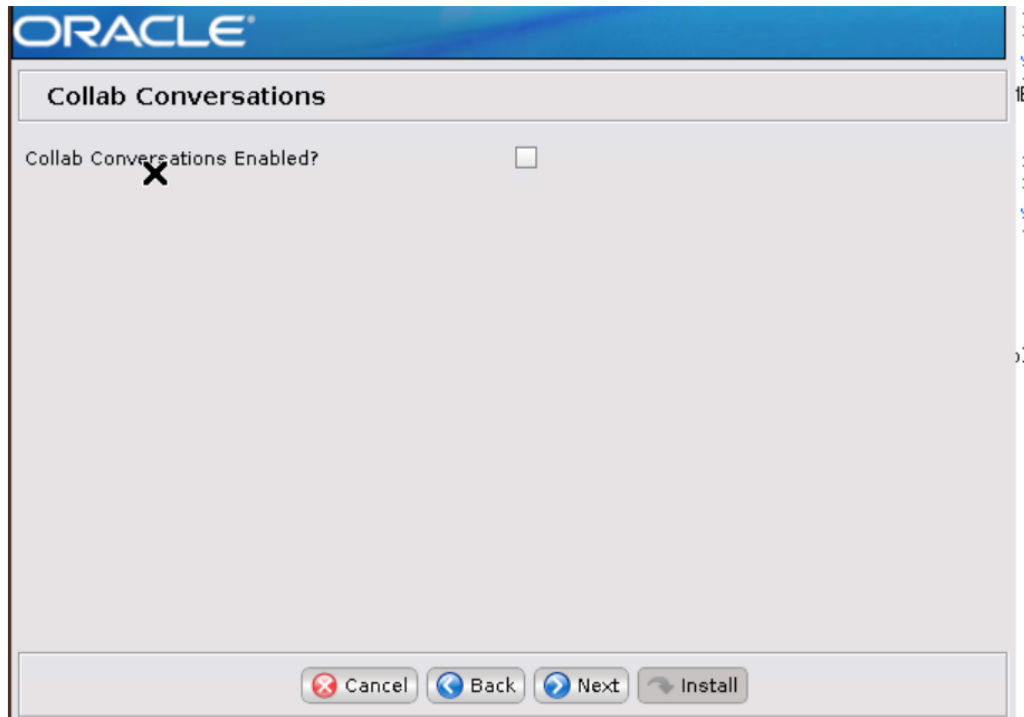 ORACLE
Collab Conversations
Collab Conversations Enabled?
Cancel
Back
Next
Install